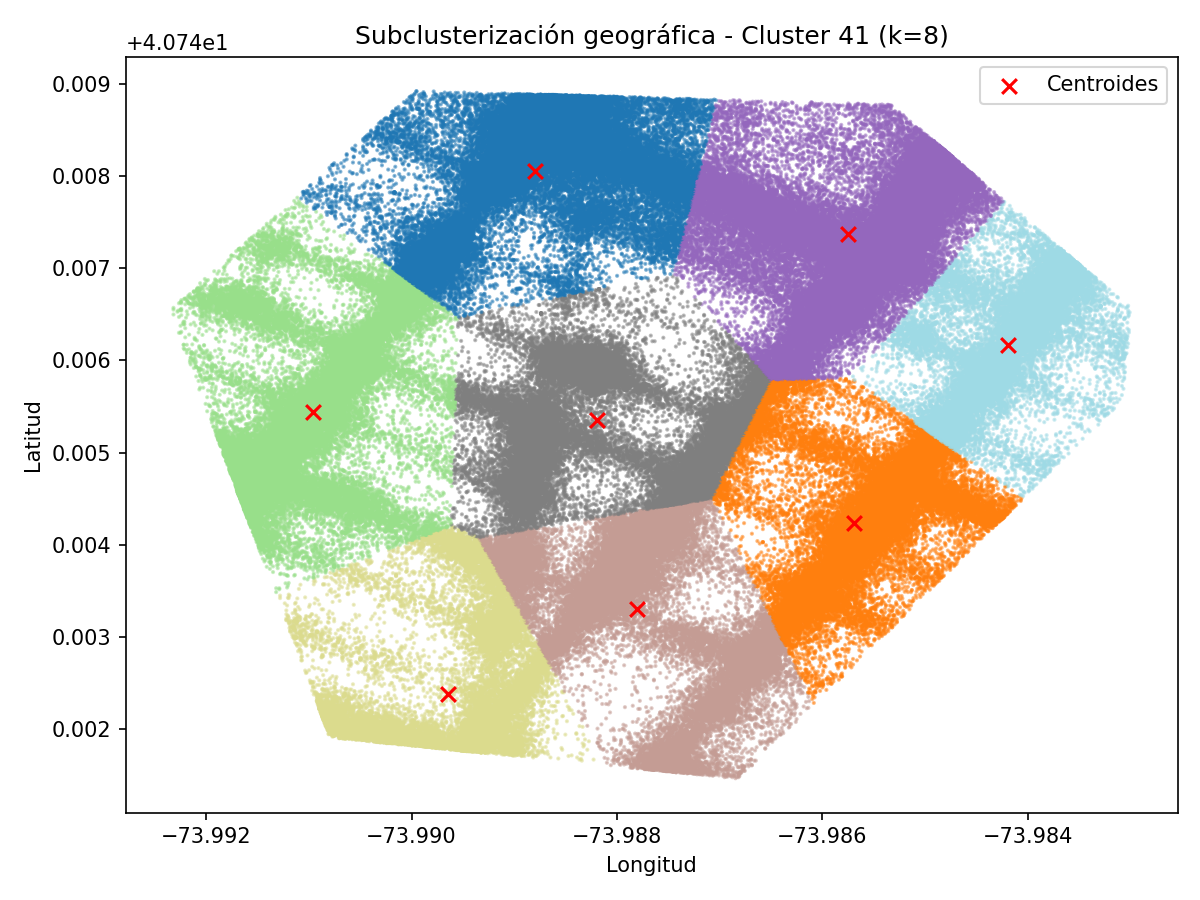 Subclusterización geográfica - Cluster 41 (k=8)
+4.074e1
Centroides
0.009
0.008
0.007
0.006
0.005
0.004
0.003
0.002
Latitud
−73.992
−73.990
−73.988
−73.986
−73.984
Longitud